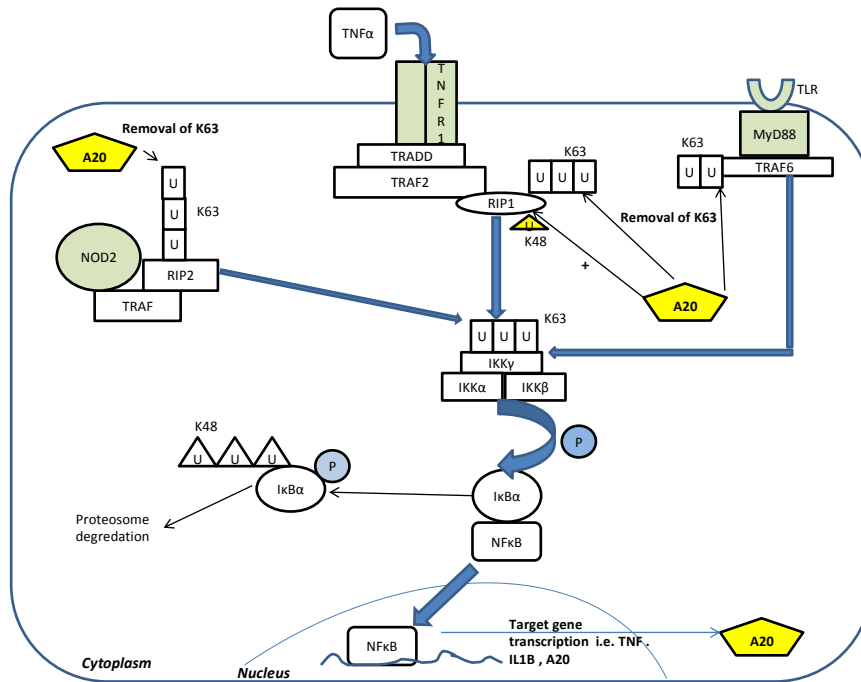 TNFα
TNFR1
TLR
MyD88
TRAF6
K63
U U
TRADD
TRAF2
RIP1
K63
U U U
U
K48
Removal of K63
+
A20
Removal of K63
A20
U
U
U
K63
NOD2
RIP2
TRAF
K63
U U U
IKKγ
IKKα IKKβ
P
K48
U U U
P
IκBα
IκBα
NFκB
Proteosome
degredation
NFκB
Target gene
transcription i.e. TNF .
IL1B , A20
A20
Cytoplasm
Nucleus